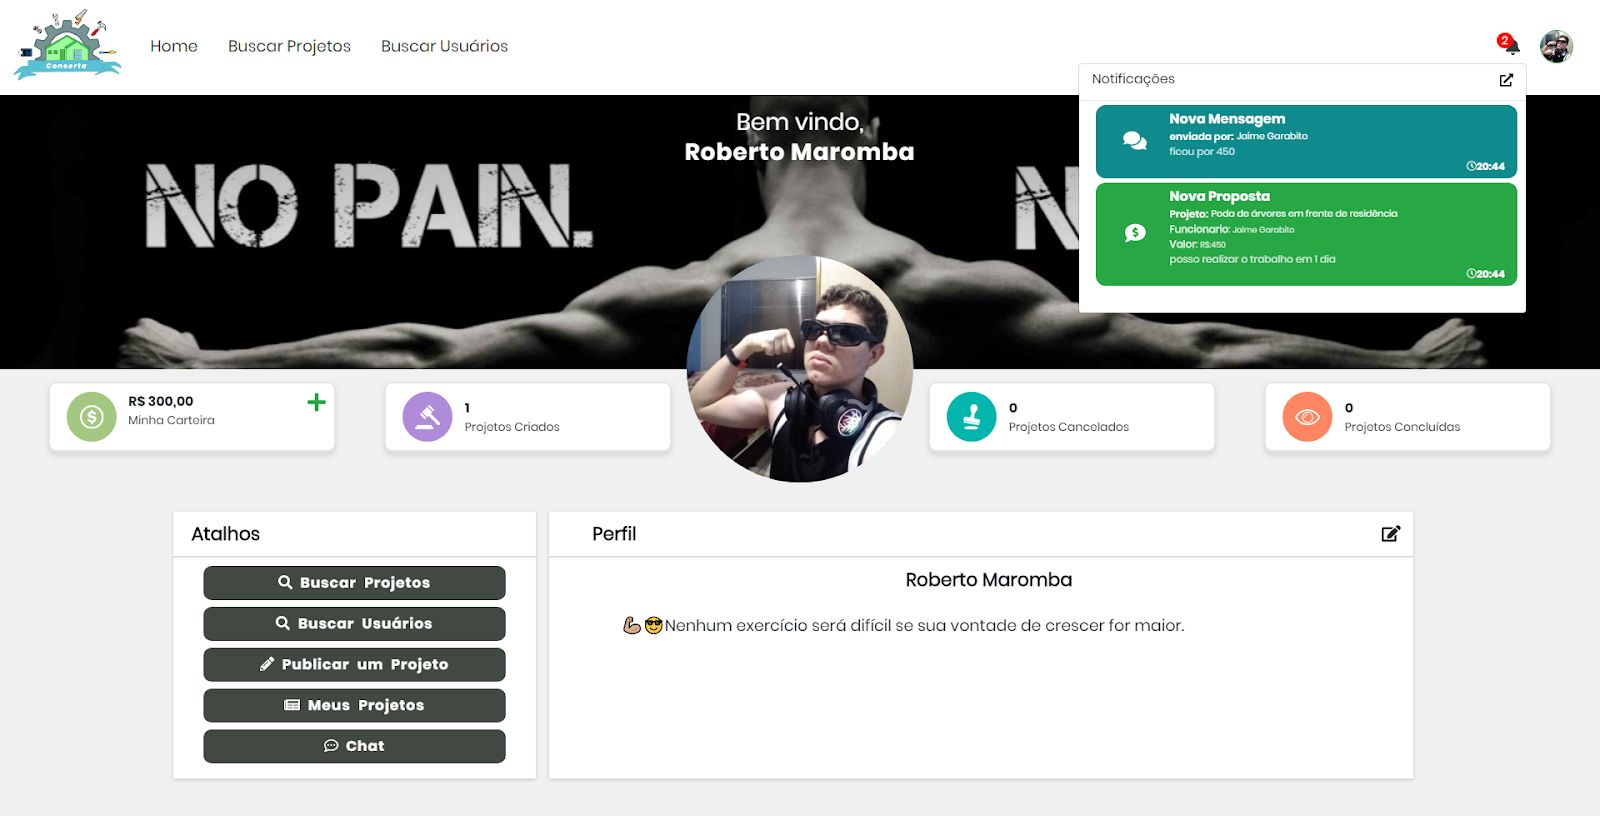 Conserta
Home
Buscar Projetos
Buscar Usuários
2
Notificações
Nova Mensagem
enviada por: Jaime Garabito
ficou por 450
20:44
Nova Proposta
Projeto: Poda de árvores em frente de residência
Funcionario: Jaime Garabito
Valor: R$:450
posso realizar o trabalho em 1 dia
20:44
Bem vindo,
Roberto Maromba
NO PAIN.
N
R$ 300,00
Minha Carteira
1
Projetos Criados
0
Projetos Cancelados
0
Projetos Concluídas
Atalhos
Buscar Projetos
Buscar Usuários
Publicar um Projeto
Meus Projetos
Chat
Perfil
Roberto Maromba
💪🏽😎Nenhum exercício será difícil se sua vontade de crescer for maior.